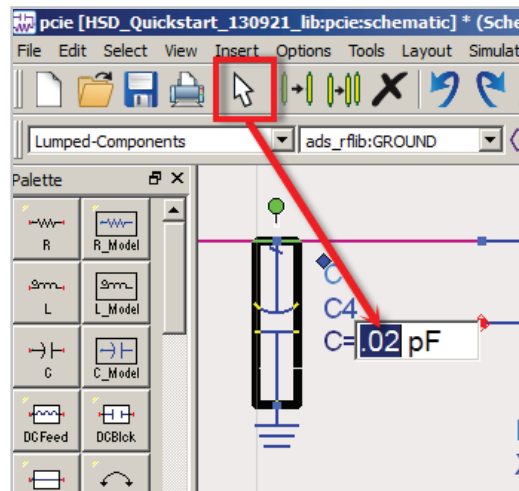 pcie [HSD_Quickstart_130921_lib:pcie:schematic] * (Sche
File Edit Select View Insert Options Tools Layout Simulat
Lumped-Components ads_rflib:GROUND
Palette
R R_Model
L L_Model
C C_Model
DCFeed DCBlck
C
C4
C=.02 pF